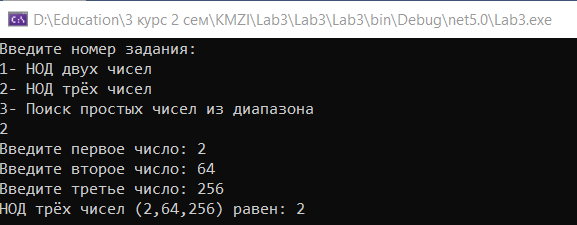 D:\Education\3 курс 2 сем\KMZI\Lab3\Lab3\Lab3\bin\Debug\net5.0\Lab3.exe
Введите номер задания:
1- НОД двух чисел
2- НОД трёх чисел
3- Поиск простых чисел из диапазона
2
Введите первое число: 2
Введите второе число: 64
Введите третье число: 256
НОД трёх чисел (2,64,256) равен: 2